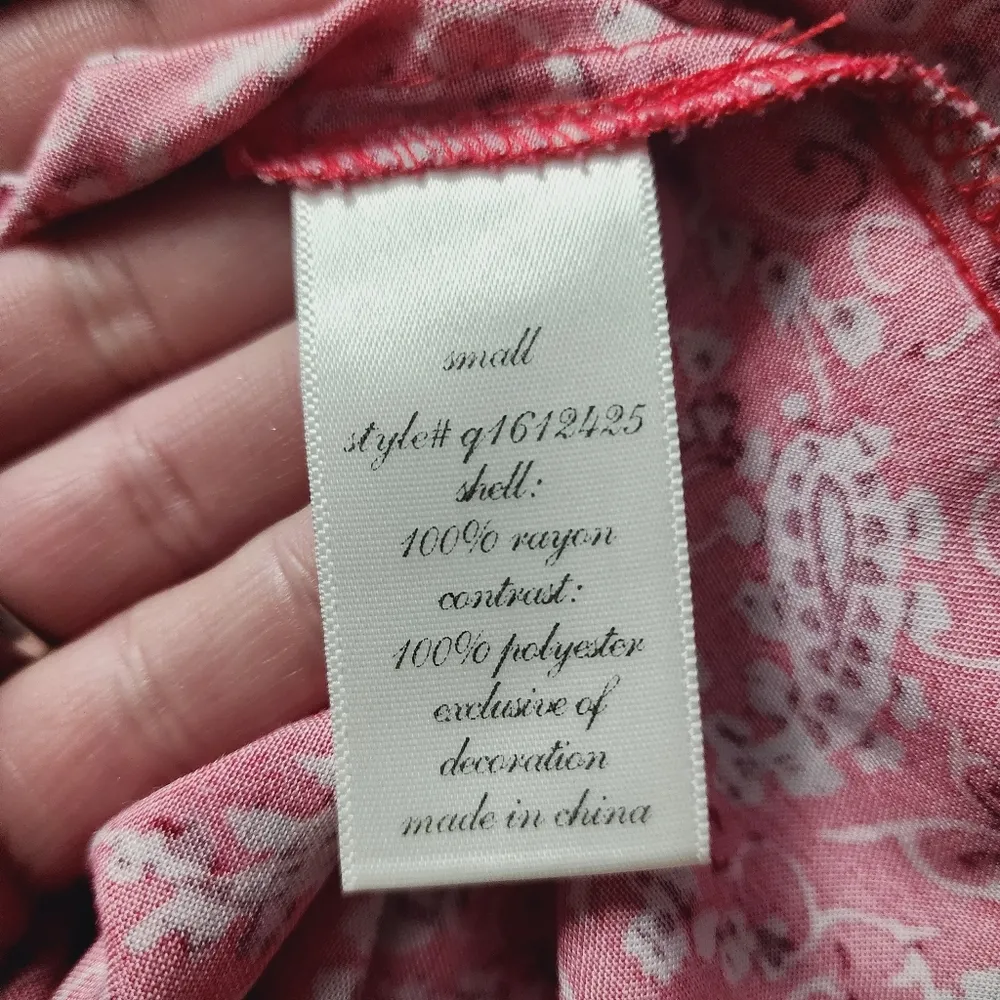 small
style# q1612425
shell:
100% rayon
contrast:
100% polyester
exclusive of
decoration
made in china